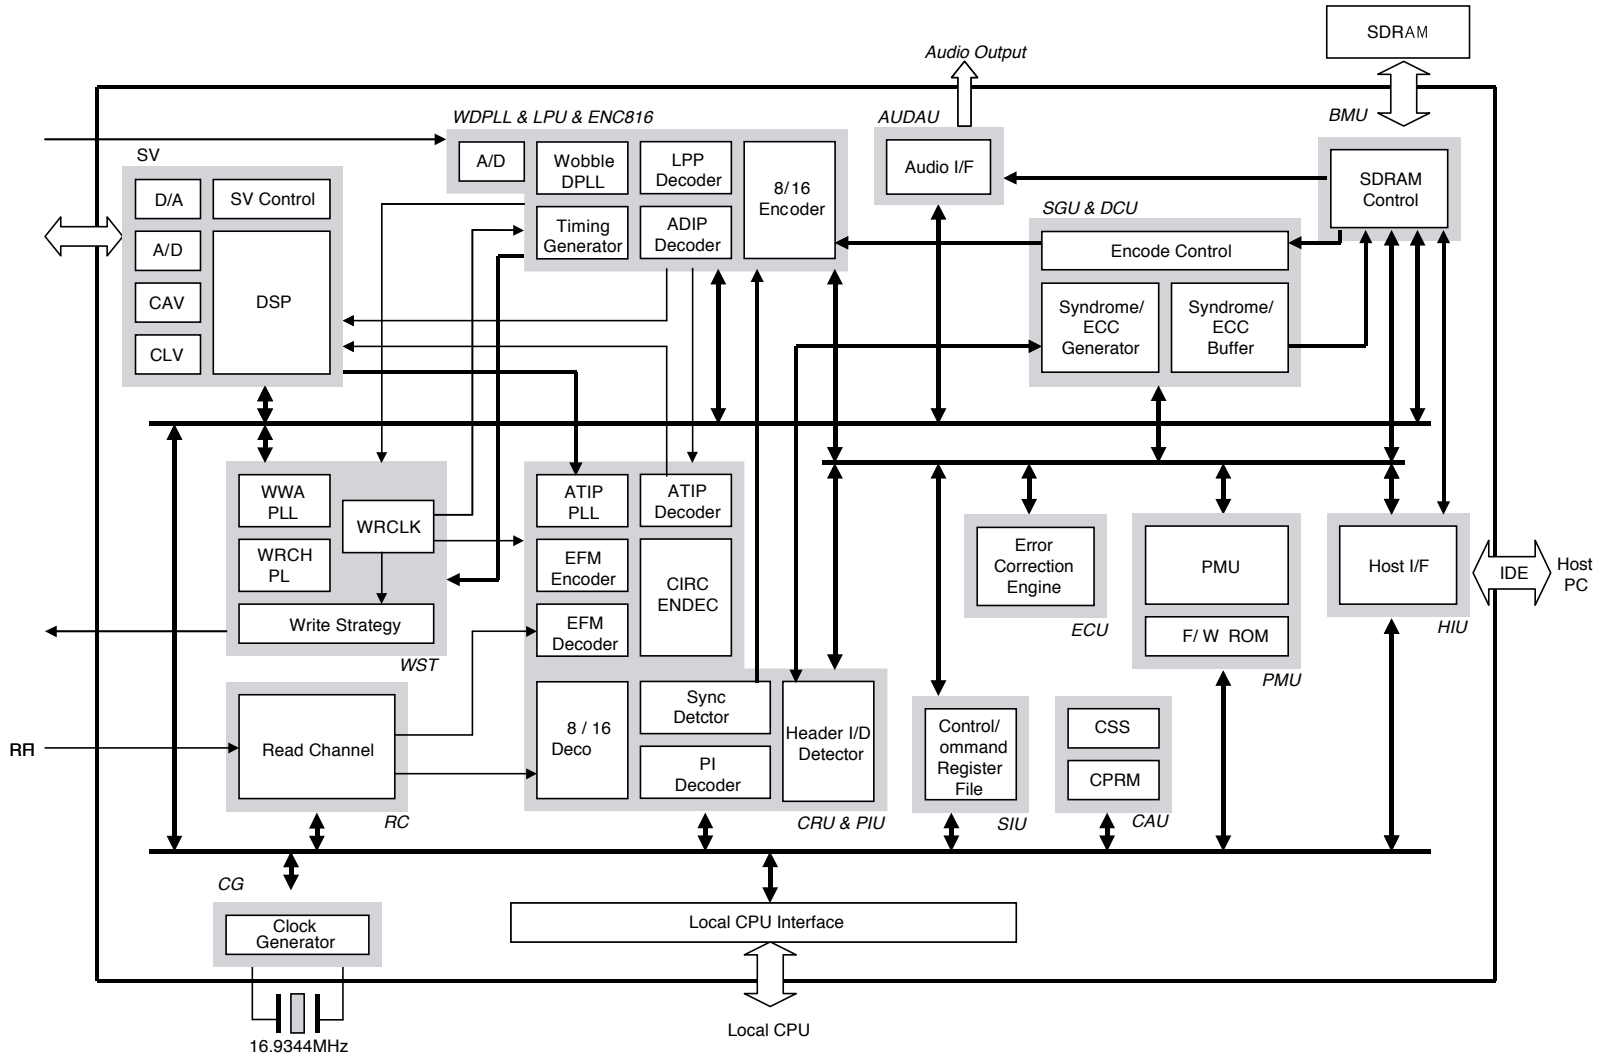 SDRAM
Audio Output
BMU
WDPLL & LPU & ENC816
AUDAU
SV
A/D
Wobble
DPLL
LPP
Decoder
8/16
Encoder
Audio I/F
SDRAM
Control
D/A
SV Control
Timing
Generator
ADIP
Decoder
SGU & DCU
A/D
DSP
Encode Control
CAV
Syndrome/
ECC
Generator
Syndrome/
ECC
Buffer
CLV
WWA
PLL
WRCLK
ATIP
PLL
ATIP
Decoder
WRCH
PL
EFM
Encoder
CIRC
ENDEC
Error
Correction
Engine
PMU
Host I/F
IDE
Host
PC
Write Strategy
EFM
Decoder
F/ W ROM
WST
ECU
HIU
PMU
Read Channel
8 / 16
Deco
Sync
Detctor
Header I/D
Detector
Control/
ommand
Register
File
CSS
PI
Decoder
CPRM
RC
CRU & PIU
SIU
CAU
CG
Clock
Generator
Local CPU Interface
Local CPU
16.9344MHz